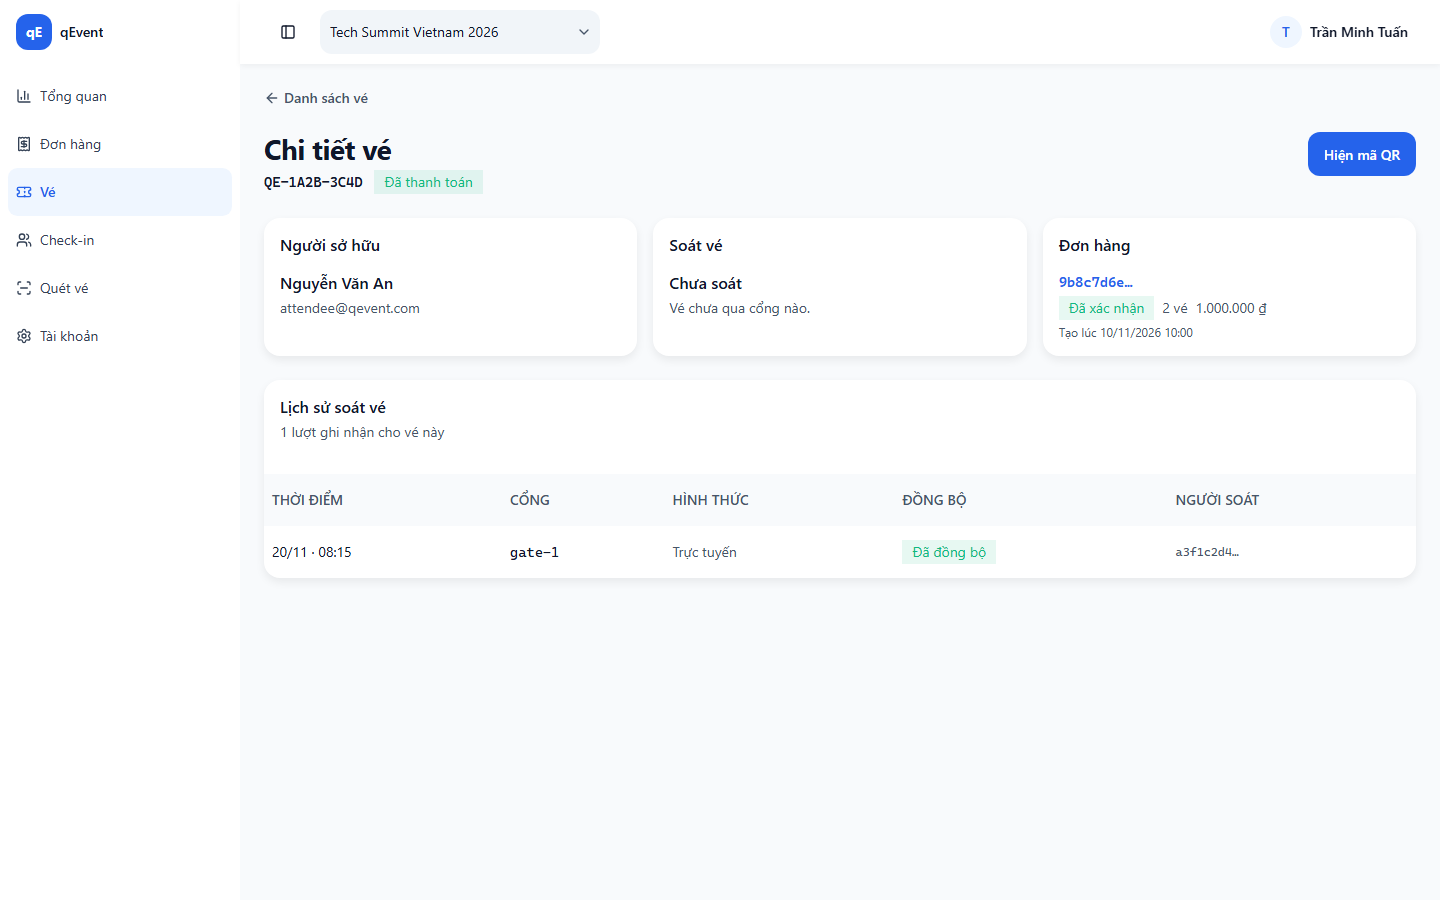 qE qEvent
Tech Summit Vietnam 2026
T Trần Minh Tuấn
Tổng quan
Đơn hàng
Vé
Check-in
Quét vé
Tài khoản
Danh sách vé
Chi tiết vé
QE-1A2B-3C4D Đã thanh toán
Hiện mã QR
Người sở hữu
Nguyễn Văn An
attendee@qevent.com
Soát vé
Chưa soát
Vé chưa qua cổng nào.
Đơn hàng
9b8c7d6e…
Đã xác nhận 2 vé 1.000.000 ₫
Tạo lúc 10/11/2026 10:00
Lịch sử soát vé
1 lượt ghi nhận cho vé này
THỜI ĐIỂM CỔNG HÌNH THỨC ĐỒNG BỘ NGƯỜI SOÁT
20/11 · 08:15 gate-1 Trực tuyến Đã đồng bộ a3f1c2d4…